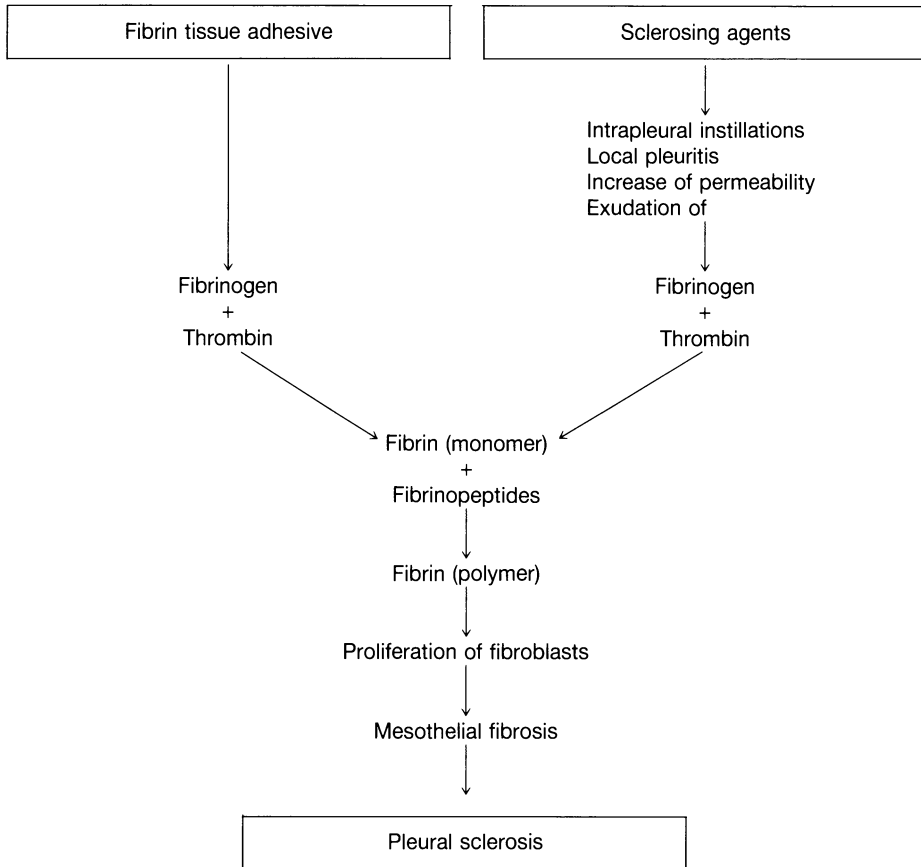 Fibrin tissue adhesive
Sclerosing agents
Intrapleural instillations
Local pleuritis
Increase of permeability
Exudation of
Fibrinogen
+
Thrombin
Fibrinogen
+
Thrombin
Fibrin (monomer)
+
Fibrinopeptides
Fibrin (polymer)
Proliferation of fibroblasts
Mesothelial fibrosis
Pleural sclerosis